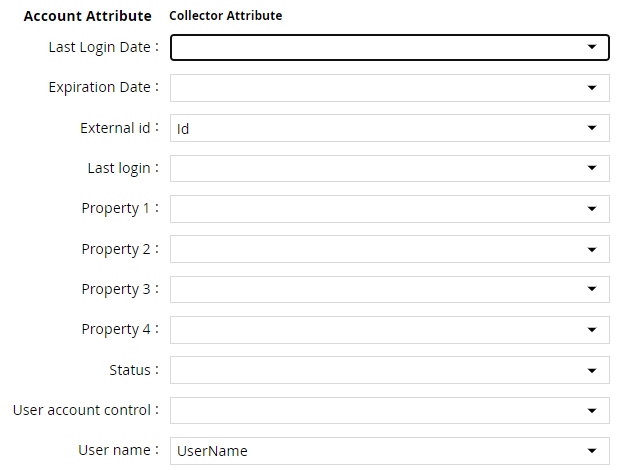 Account Attribute Collector Attribute
Last Login Date :
Expiration Date :
External id : Id
Last login :
Property 1 :
Property 2 :
Property 3 :
Property 4 :
Status :
User account control :
User name : UserName